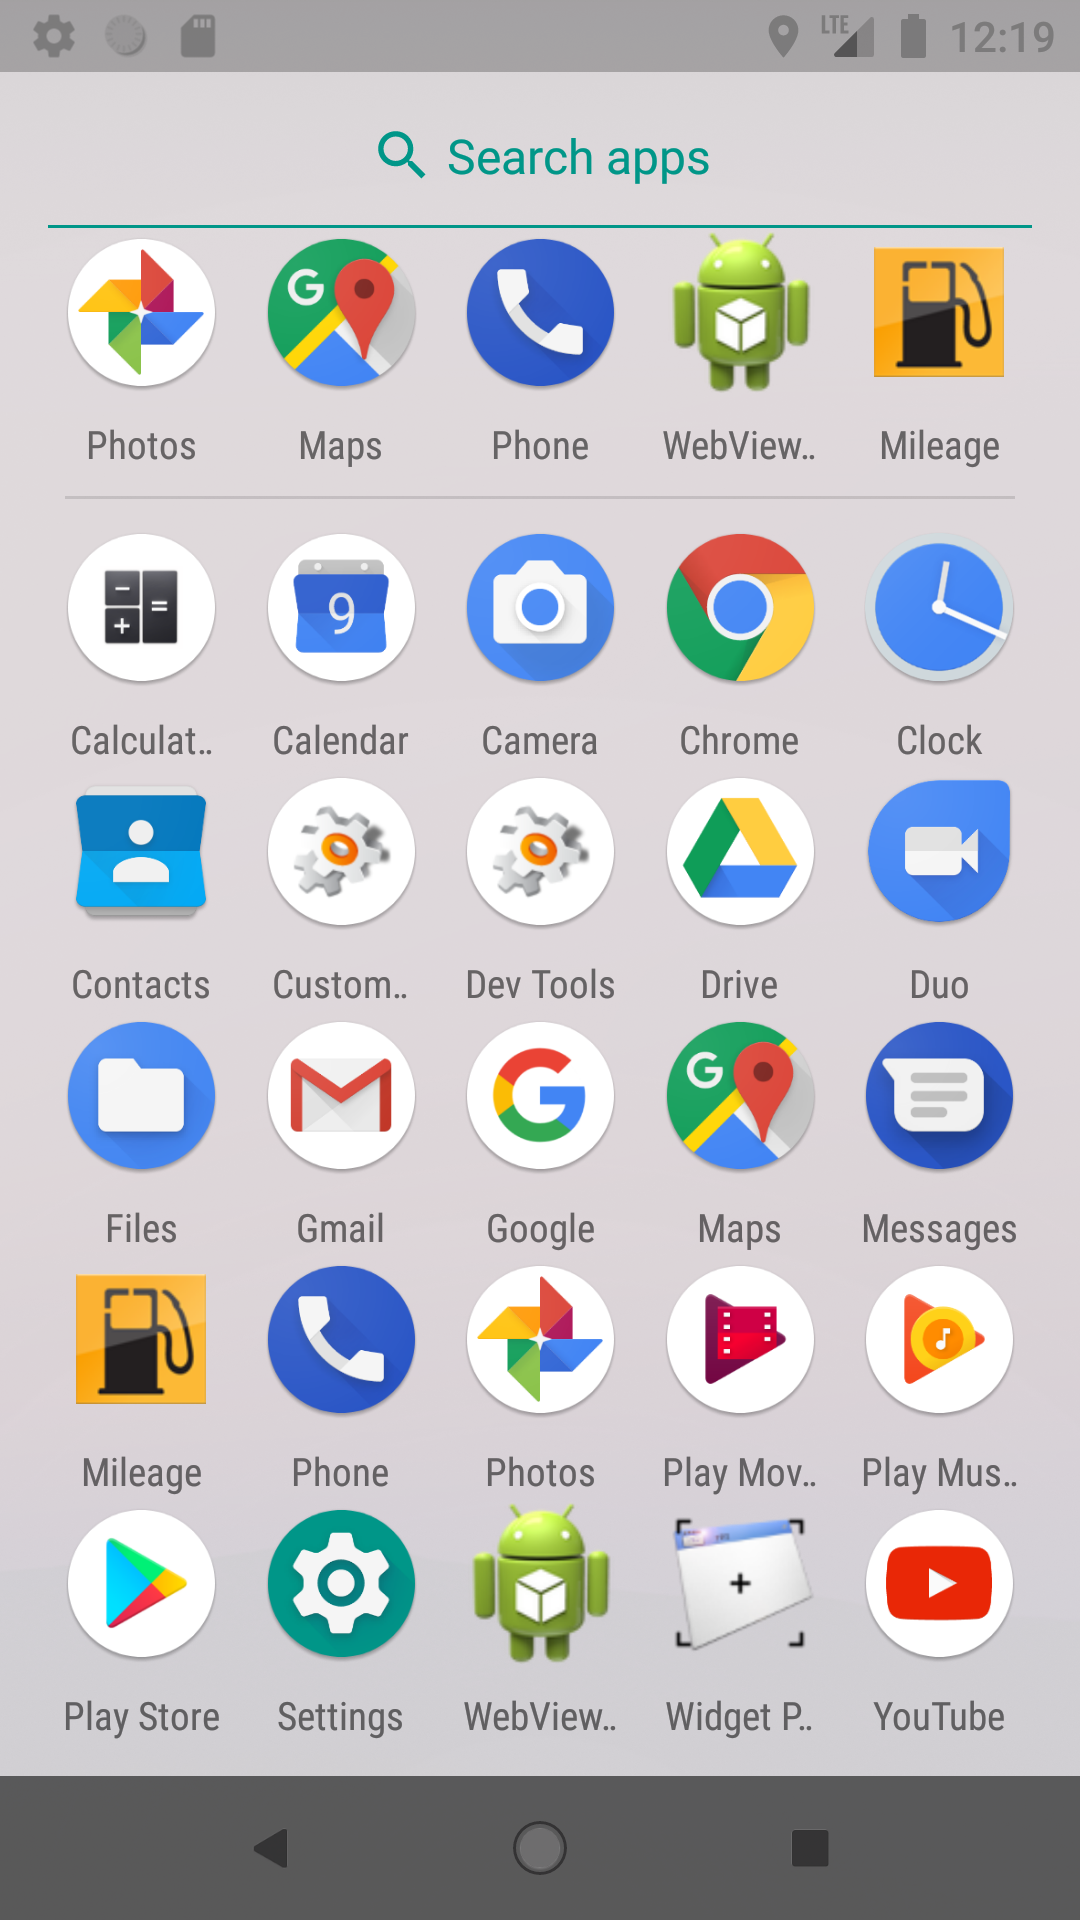 LTE 12:19
Search apps
Photos Maps Phone WebView.. Mileage
Calculat.. Calendar Camera Chrome Clock
Contacts Custom.. Dev Tools Drive Duo
Files Gmail Google Maps Messages
Mileage Phone Photos Play Mov.. Play Mus..
Play Store Settings WebView.. Widget P.. YouTube